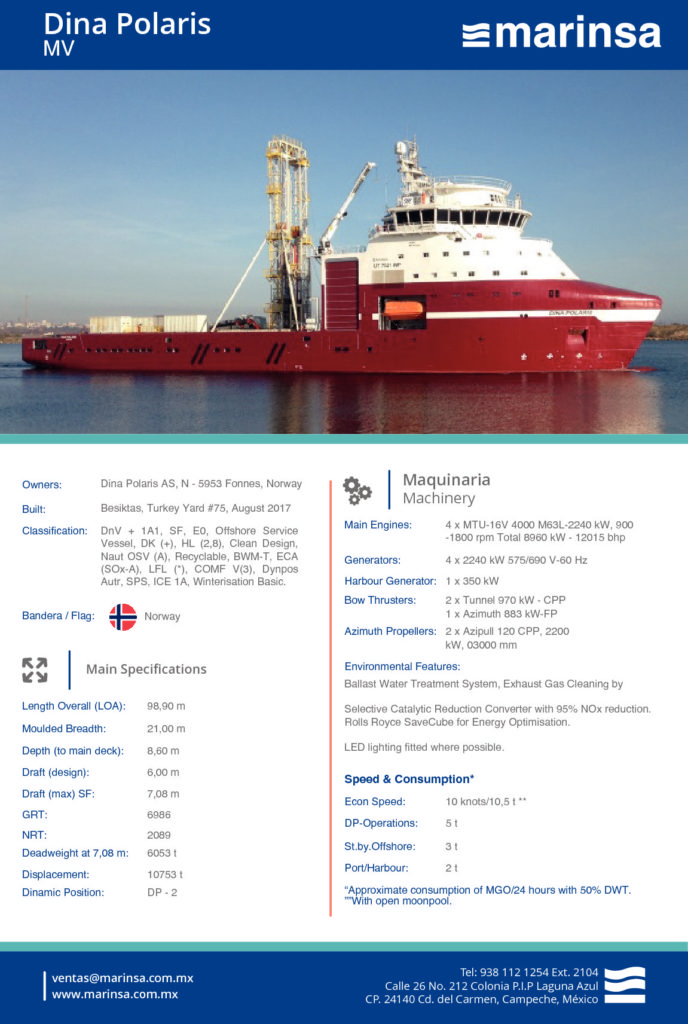 Dina Polaris
MV
marinsa
UT 7521 WP
DINA POLARIS
Owners: Dina Polaris AS, N - 5953 Fonnes, Norway
Built: Besiktas, Turkey Yard #75, August 2017
Classification: DnV + 1A1, SF, E0, Offshore Service
Vessel, DK (+), HL (2,8), Clean Design,
Naut OSV (A), Recyclable, BWM-T, ECA
(SOx-A), LFL (*), COMF V(3), Dynpos
Autr, SPS, ICE 1A, Winterisation Basic.
Bandera / Flag: Norway
Main Specifications
Length Overall (LOA): 98,90 m
Moulded Breadth: 21,00 m
Depth (to main deck): 8,60 m
Draft (design): 6,00 m
Draft (max) SF: 7,08 m
GRT: 6986
NRT: 2089
Deadweight at 7,08 m: 6053 t
Displacement: 10753 t
Dinamic Position: DP - 2
Maquinaria
Machinery
Main Engines: 4 x MTU-16V 4000 M63L-2240 kW, 900
-1800 rpm Total 8960 kW - 12015 bhp
Generators: 4 x 2240 kW 575/690 V-60 Hz
Harbour Generator: 1 x 350 kW
Bow Thrusters: 2 x Tunnel 970 kW - CPP
1 x Azimuth 883 kW-FP
Azimuth Propellers: 2 x Azipull 120 CPP, 2200
kW, 03000 mm
Environmental Features:
Ballast Water Treatment System, Exhaust Gas Cleaning by
Selective Catalytic Reduction Converter with 95% NOx reduction.
Rolls Royce SaveCube for Energy Optimisation.
LED lighting fitted where possible.
Speed & Consumption*
Econ Speed: 10 knots/10,5 t **
DP-Operations: 5 t
St.by.Offshore: 3 t
Port/Harbour: 2 t
“Approximate consumption of MGO/24 hours with 50% DWT.
""With open moonpool.
ventas@marinsa.com.mx
www.marinsa.com.mx
Tel: 938 112 1254 Ext. 2104
Calle 26 No. 212 Colonia P.I.P Laguna Azul
CP. 24140 Cd. del Carmen, Campeche, México